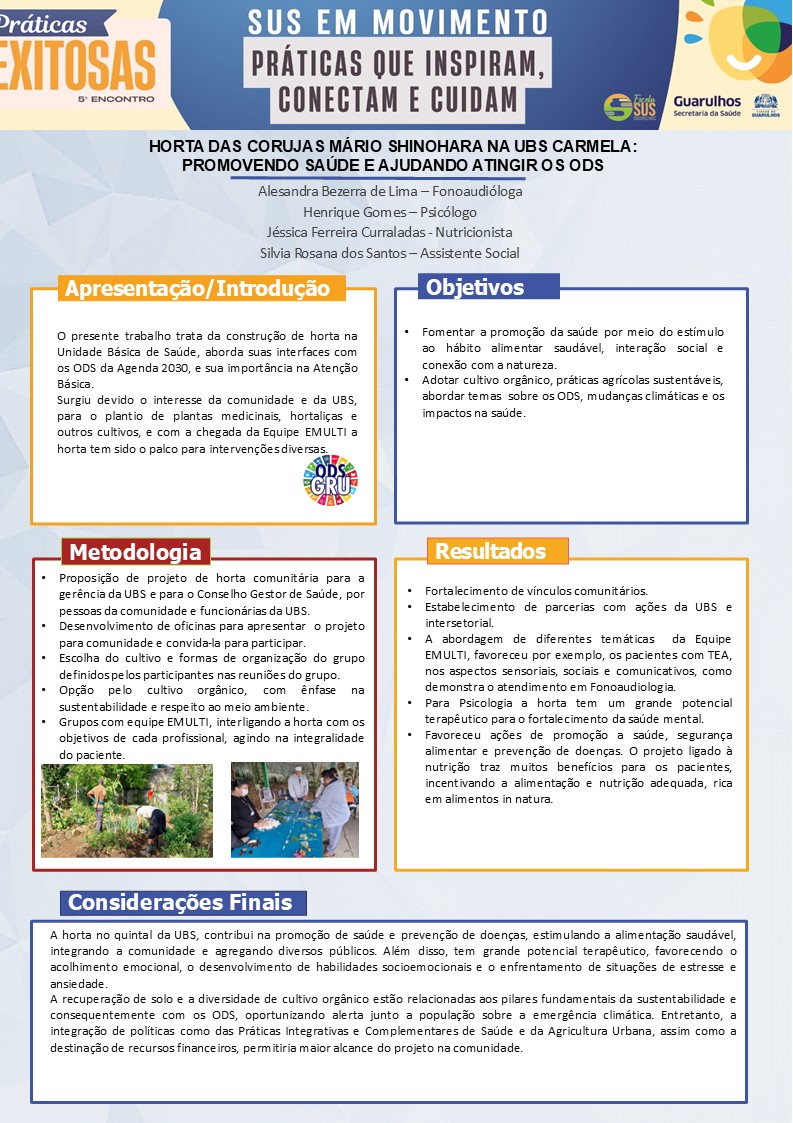 Práticas
EXITOSAS
5º ENCONTRO
SUS EM MOVIMENTO
PRÁTICAS QUE INSPIRAM,
CONECTAM E CUIDAM
Escola
SUS
GUARULHOS
Guarulhos
Secretaria da Saúde
CIDADE DE
GUARULHOS
HORTA DAS CORUJAS MÁRIO SHINOHARA NA UBS CARMELA:
PROMOVENDO SAÚDE E AJUDANDO ATINGIR OS ODS
Alesandra Bezerra de Lima – Fonoaudióloga
Henrique Gomes – Psicólogo
Jéssica Ferreira Curraladas - Nutricionista
Silvia Rosana dos Santos – Assistente Social
Apresentação/Introdução
O presente trabalho trata da construção de horta na
Unidade Básica de Saúde, aborda suas interfaces com
os ODS da Agenda 2030, e sua importância na Atenção
Básica.
Surgiu devido o interesse da comunidade e da UBS,
para o plantio de plantas medicinais, hortaliças e
outros cultivos, e com a chegada da Equipe EMULTI a
horta tem sido o palco para intervenções diversas.
ODS
GRU
Objetivos
• Fomentar a promoção da saúde por meio do estímulo
ao hábito alimentar saudável, interação social e
conexão com a natureza.
• Adotar cultivo orgânico, práticas agrícolas sustentáveis,
abordar temas sobre os ODS, mudanças climáticas e os
impactos na saúde.
Metodologia
• Proposição de projeto de horta comunitária para a
gerência da UBS e para o Conselho Gestor de Saúde, por
pessoas da comunidade e funcionárias da UBS.
• Desenvolvimento de oficinas para apresentar o projeto
para comunidade e convida-la para participar.
• Escolha do cultivo e formas de organização do grupo
definidos pelos participantes nas reuniões do grupo.
• Opção pelo cultivo orgânico, com ênfase na
sustentabilidade e respeito ao meio ambiente.
• Grupos com equipe EMULTI, interligando a horta com os
objetivos de cada profissional, agindo na integralidade
do paciente.
Resultados
• Fortalecimento de vínculos comunitários.
• Estabelecimento de parcerias com ações da UBS e
intersetorial.
• A abordagem de diferentes temáticas da Equipe
EMULTI, favoreceu por exemplo, os pacientes com TEA,
nos aspectos sensoriais, sociais e comunicativos, como
demonstra o atendimento em Fonoaudiologia.
• Para Psicologia a horta tem um grande potencial
terapêutico para o fortalecimento da saúde mental.
• Favoreceu ações de promoção a saúde, segurança
alimentar e prevenção de doenças. O projeto ligado à
nutrição traz muitos benefícios para os pacientes,
incentivando a alimentação e nutrição adequada, rica
em alimentos in natura.
Considerações Finais
A horta no quintal da UBS, contribui na promoção de saúde e prevenção de doenças, estimulando a alimentação saudável,
integrando a comunidade e agregando diversos públicos. Além disso, tem grande potencial terapêutico, favorecendo o
acolhimento emocional, o desenvolvimento de habilidades socioemocionais e o enfrentamento de situações de estresse e
ansiedade.
A recuperação de solo e a diversidade de cultivo orgânico estão relacionadas aos pilares fundamentais da sustentabilidade e
consequentemente com os ODS, oportunizando alerta junto a população sobre a emergência climática. Entretanto, a
integração de políticas como das Práticas Integrativas e Complementares de Saúde e da Agricultura Urbana, assim como a
destinação de recursos financeiros, permitiria maior alcance do projeto na comunidade.